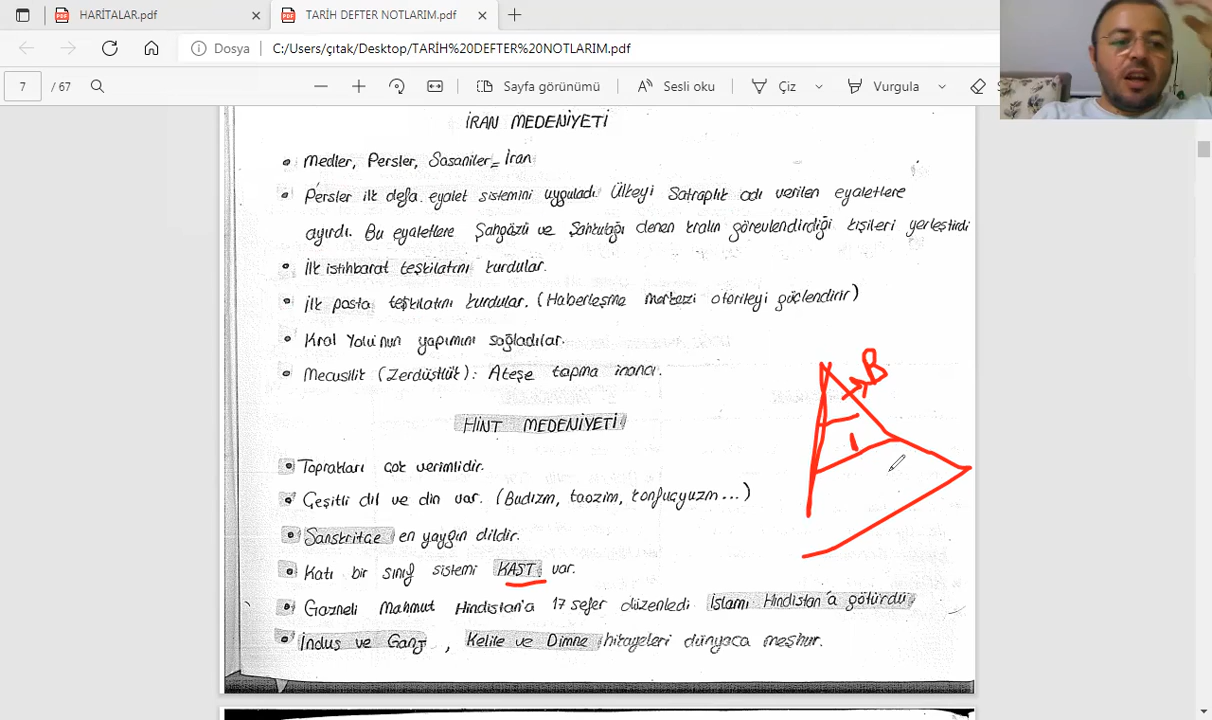 HARİTALAR.pdf
TARİH DEFTER NOTLARIM.pdf
Dosya
C:/Users/çıtak/Desktop/TARİH%20DEFTER%20NOTLARIM.pdf
7 / 67
Sayfa görünümü
Sesli oku
Çiz
Vurgula
İRAN MEDENİYETİ
Medler, Persler, Sasaniler = İran
Persler ilk defa eyalet sistemini uyguladı. Ülkeyi Satraplık adı verilen eyaletlere
ayırdı. Bu eyaletlere Şahgözü ve Şahkulağı denen kralın görevlendirdiği kişileri yerleştirdi
İlk istihbarat teşkilatını kurdular.
İlk posta teşkilatını kurdular. (Haberleşme merkezi otoriteyi güçlendirir)
Kral Yolu'nun yapımını sağladılar.
Mecusilik (Zerdüştlük): Ateşe tapma inancı.
B
HİNT MEDENİYETİ
Toprakları çok verimlidir.
Çeşitli dil ve din var. (Budizm, taoizm, konfüçyuzm...)
Sanskritçe en yaygın dildir.
Katı bir sınıf sistemi KAST var.
Gazneli Mahmut Hindistan'a 17 sefer düzenledi İslamı Hindistan'a götürdü
İndus ve Ganj, Kelile ve Dimne hikayeleri dünyaca meşhur.